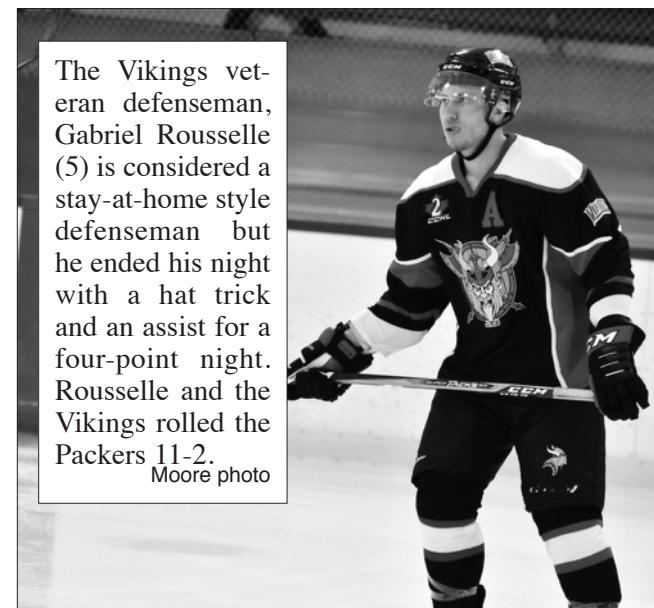 The Vikings vet-
eran defenseman,
Gabriel Rousselle
(5) is considered a
stay-at-home style
defenseman but
he ended his night
with a hat trick
and an assist for a
four-point night.
Rousselle and the
Vikings rolled the
Packers 11-2.
Moore photo
CCM
2
CCHL
A
CCM
CCM